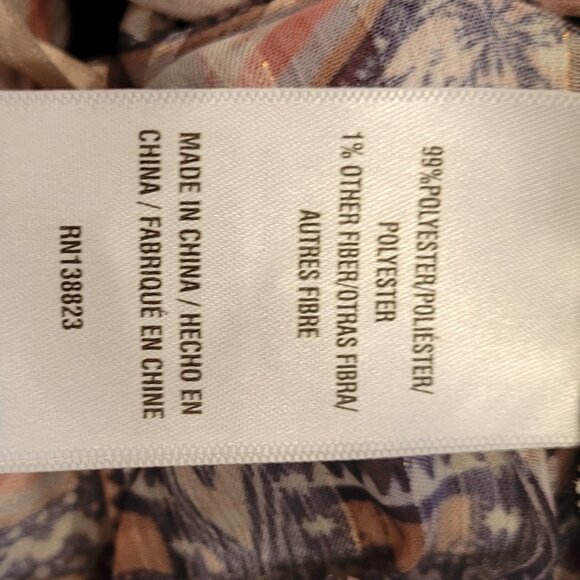 99%POLYESTER/POLIÉSTER/
POLYESTER
1% OTHER FIBER/OTRAS FIBRA/
AUTRES FIBRE
MADE IN CHINA / HECHO EN
CHINA / FABRIQUÉ EN CHINE
RN138823